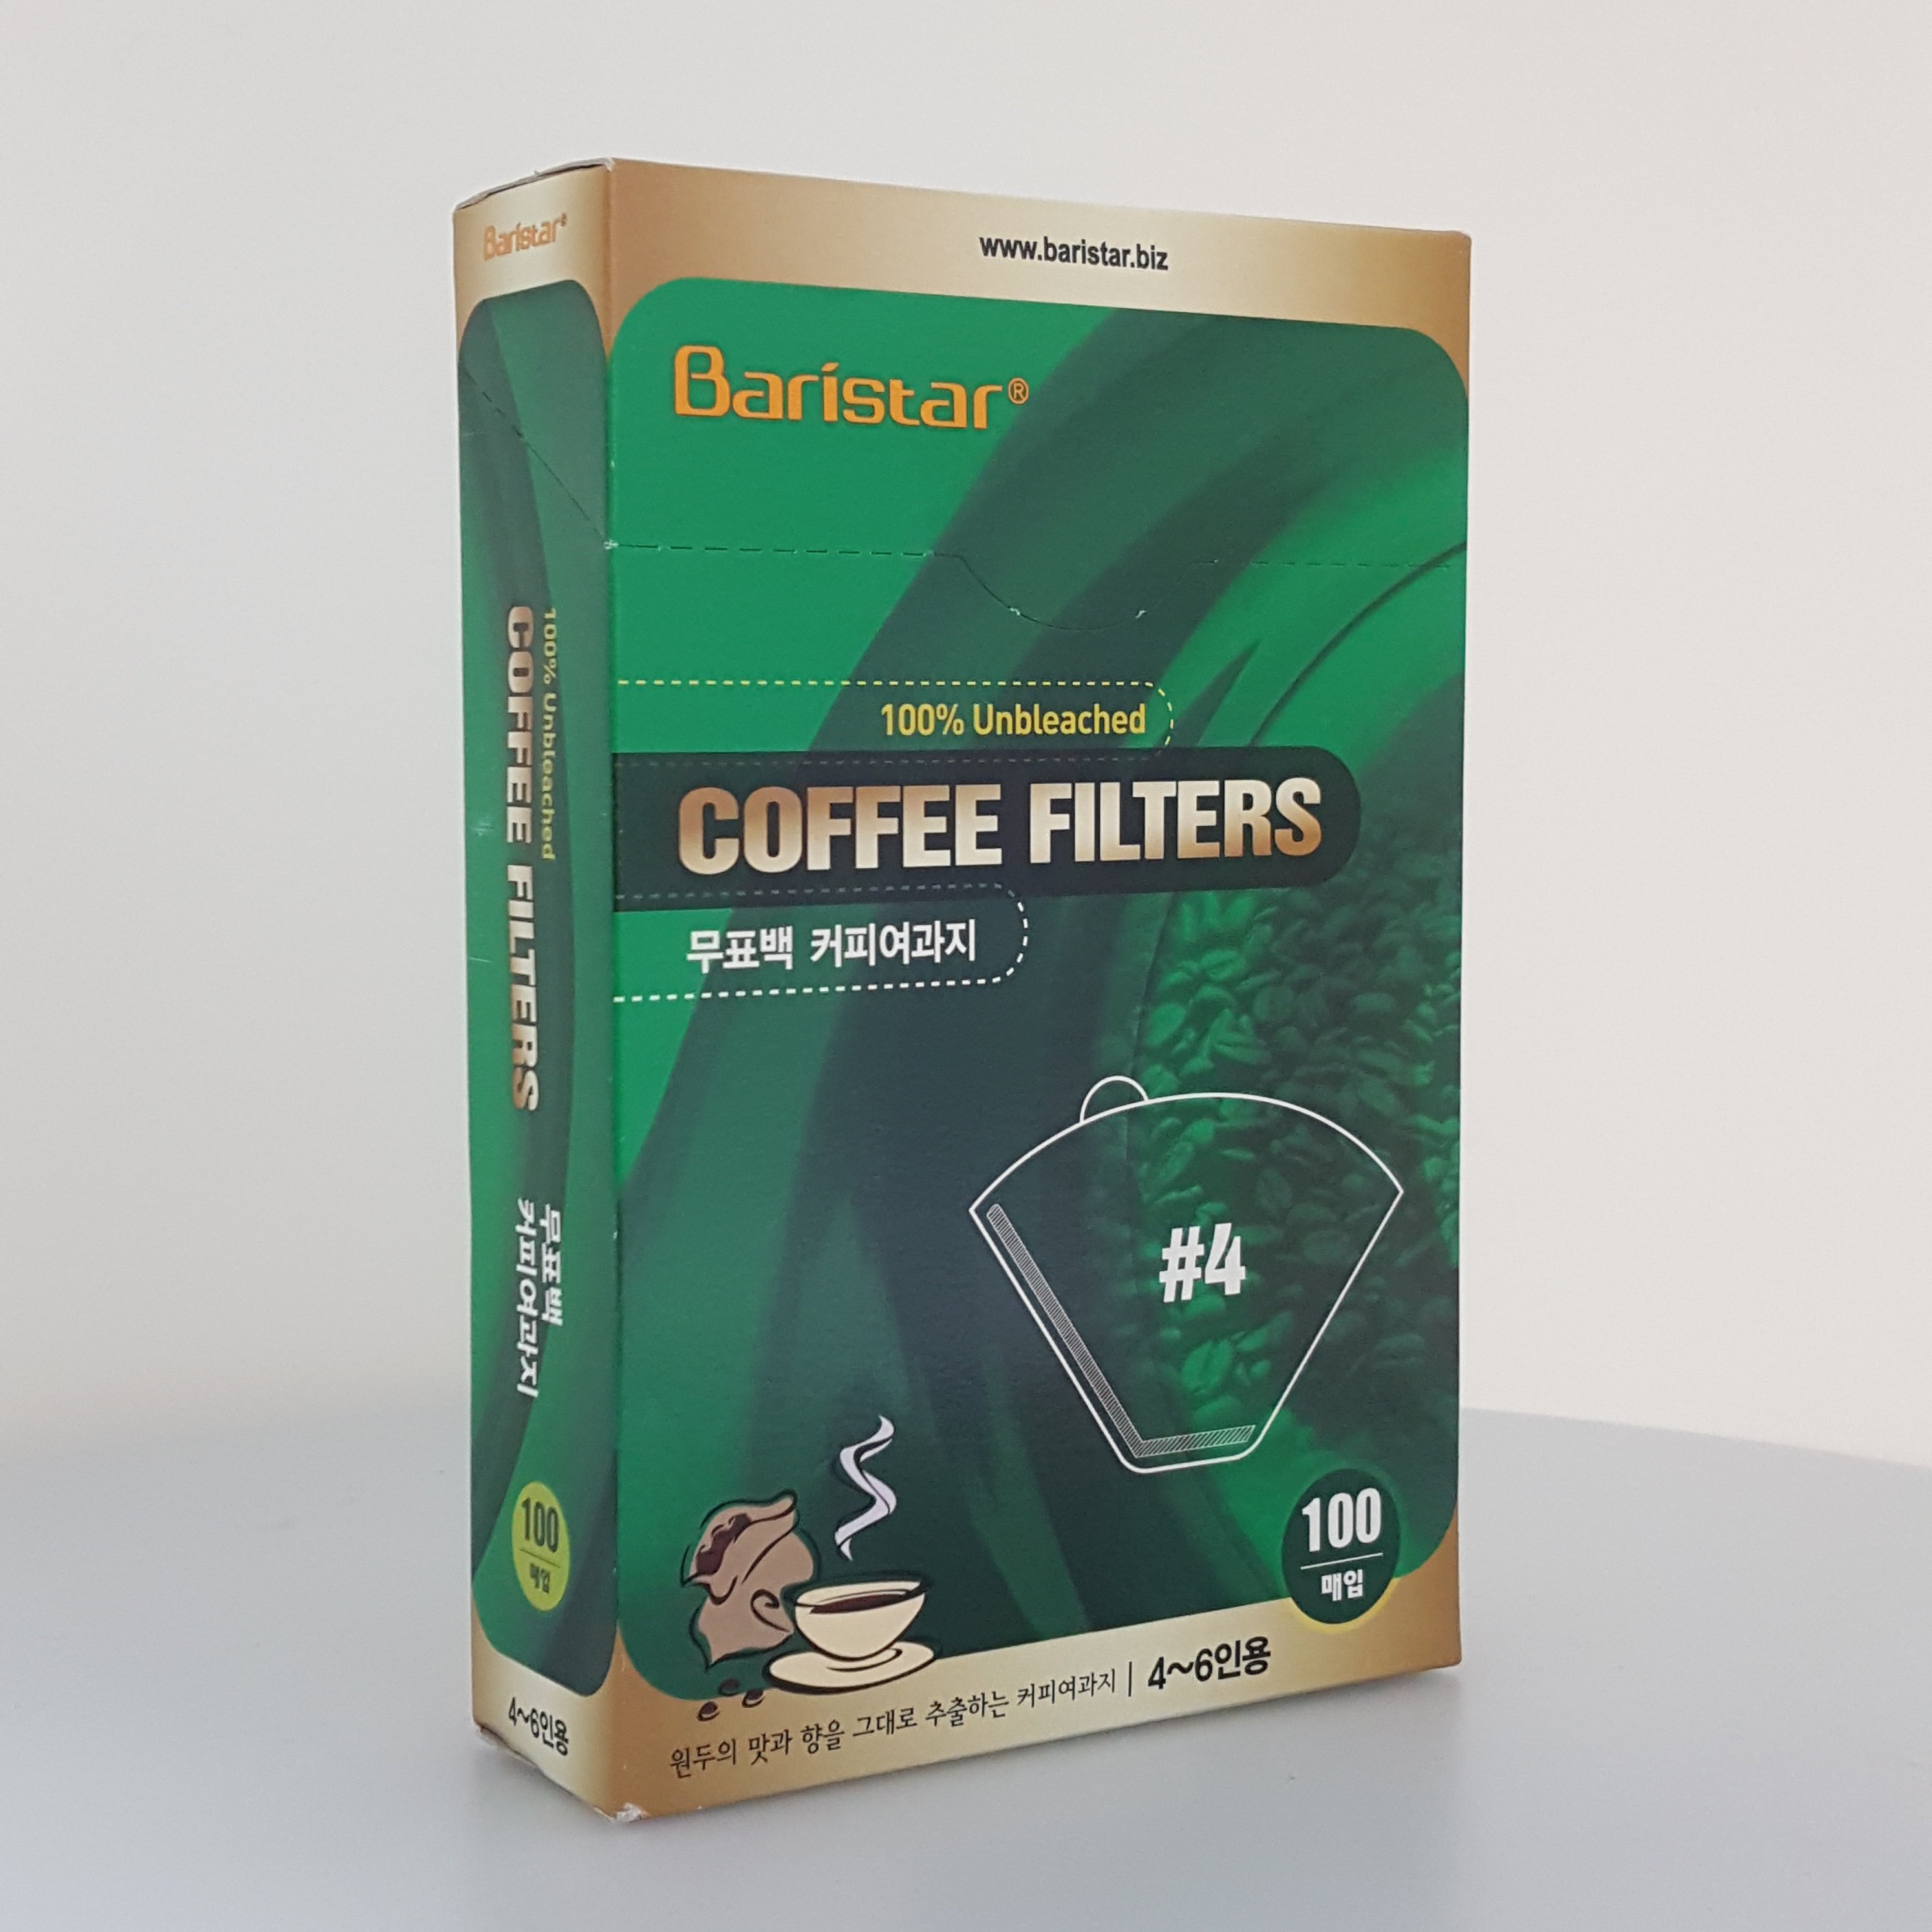 Baristar®
100% Unbleached
COFFEE FILTERS
무표백
커피여과지
100
매입
4~6인용
www.baristar.biz
Baristar®
100% Unbleached
COFFEE FILTERS
무표백 커피여과지
#4
100
매입
원두의 맛과 향을 그대로 추출하는 커피여과지 | 4~6인용